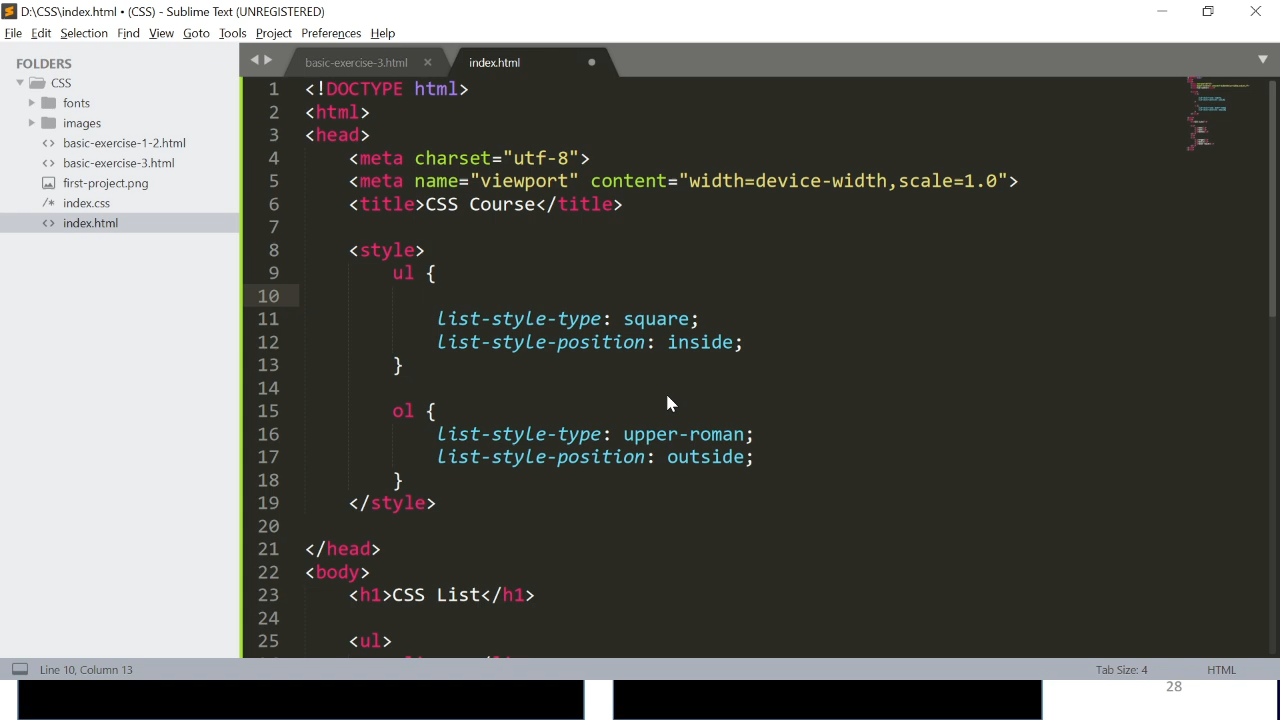 D:\CSS\index.html • (CSS) - Sublime Text (UNREGISTERED)
File Edit Selection Find View Goto Tools Project Preferences Help
FOLDERS
CSS
fonts
images
basic-exercise-1-2.html
basic-exercise-3.html
first-project.png
index.css
index.html
basic-exercise-3.html
index.html
1 <!DOCTYPE html>
2 <html>
3 <head>
4 <meta charset="utf-8">
5 <meta name="viewport" content="width=device-width,scale=1.0">
6 <title>CSS Course</title>
7
8 <style>
9 ul {
10
11 list-style-type: square;
12 list-style-position: inside;
13 }
14
15 ol {
16 list-style-type: upper-roman;
17 list-style-position: outside;
18 }
19 </style>
20
21 </head>
22 <body>
23 <h1>CSS List</h1>
24
25 <ul>
Line 10, Column 13
Tab Size: 4
HTML
28